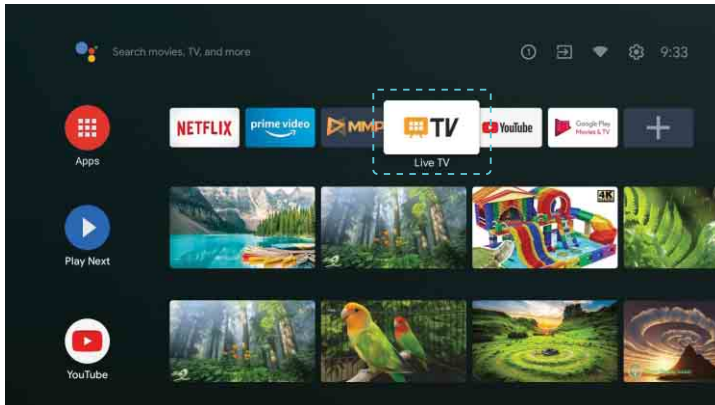 Search movies, TV, and more
9:33
Apps
NETFLIX
prime video
MMP
TV
YouTube
Google Play
Movies & TV
Live TV
Play Next
4K
YouTube